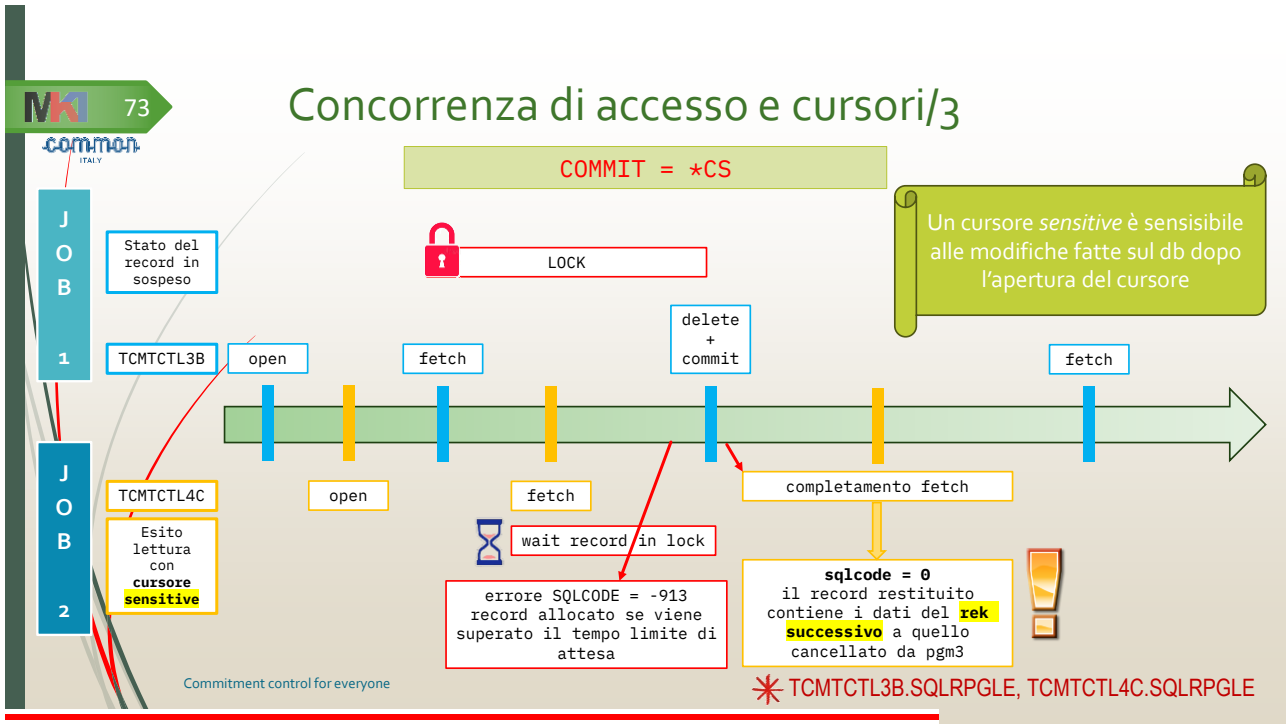 MK1
73
Concorrenza di accesso e cursori/3
common
ITALY
COMMIT = *CS
Un cursore sensitive è sensisibile
alle modifiche fatte sul db dopo
l'apertura del cursore
J
O
B
1
Stato del
record in
sospeso
LOCK
TCMTCTL3B
open
fetch
delete
+
commit
fetch
J
O
B
2
TCMTCTL4C
open
fetch
completamento fetch
Esito
lettura
con
cursore
sensitive
wait record in lock
errore SQLCODE = -913
record allocato se viene
superato il tempo limite di
attesa
sqlcode = 0
il record restituito
contiene i dati del rek
successivo a quello
cancellato da pgm3
Commitment control for everyone
TCMTCTL3B.SQLRPGLE, TCMTCTL4C.SQLRPGLE